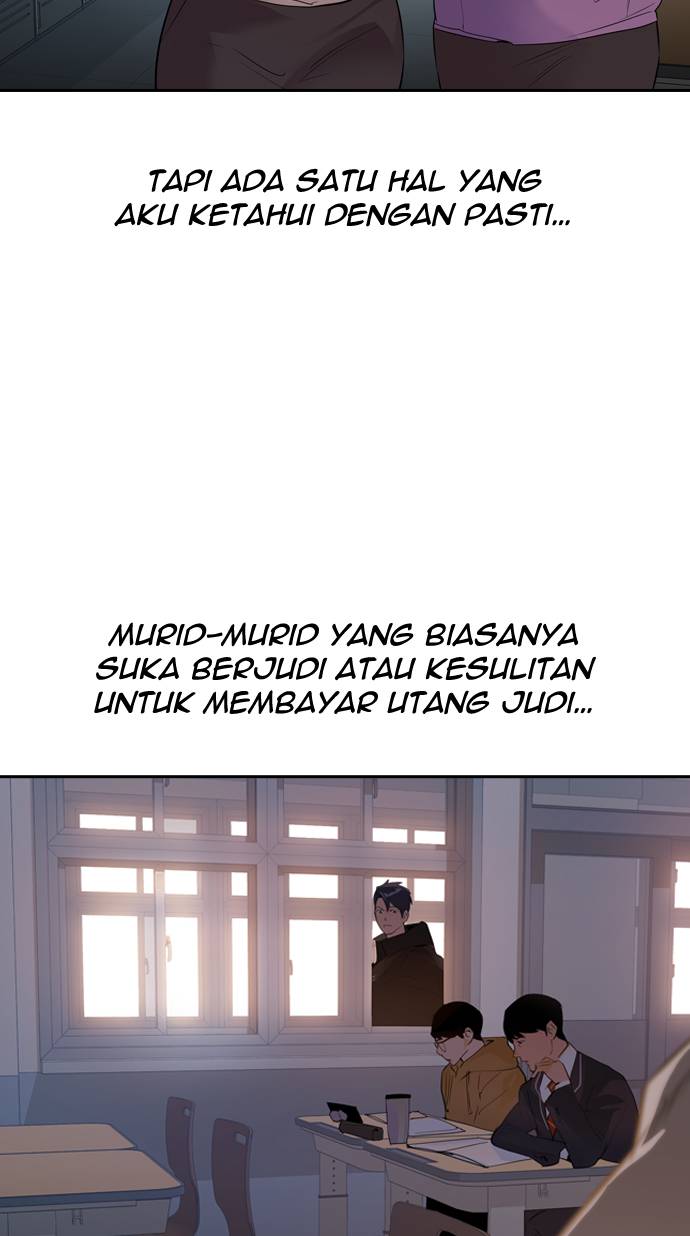 TAPI ADA SATU HAL YANG
AKU KETAHUI DENGAN PASTI...
MURID-MURID YANG BIASANYA
SUKA BERJUDI ATAU KESULITAN
UNTUK MEMBAYAR UTANG JUDI...